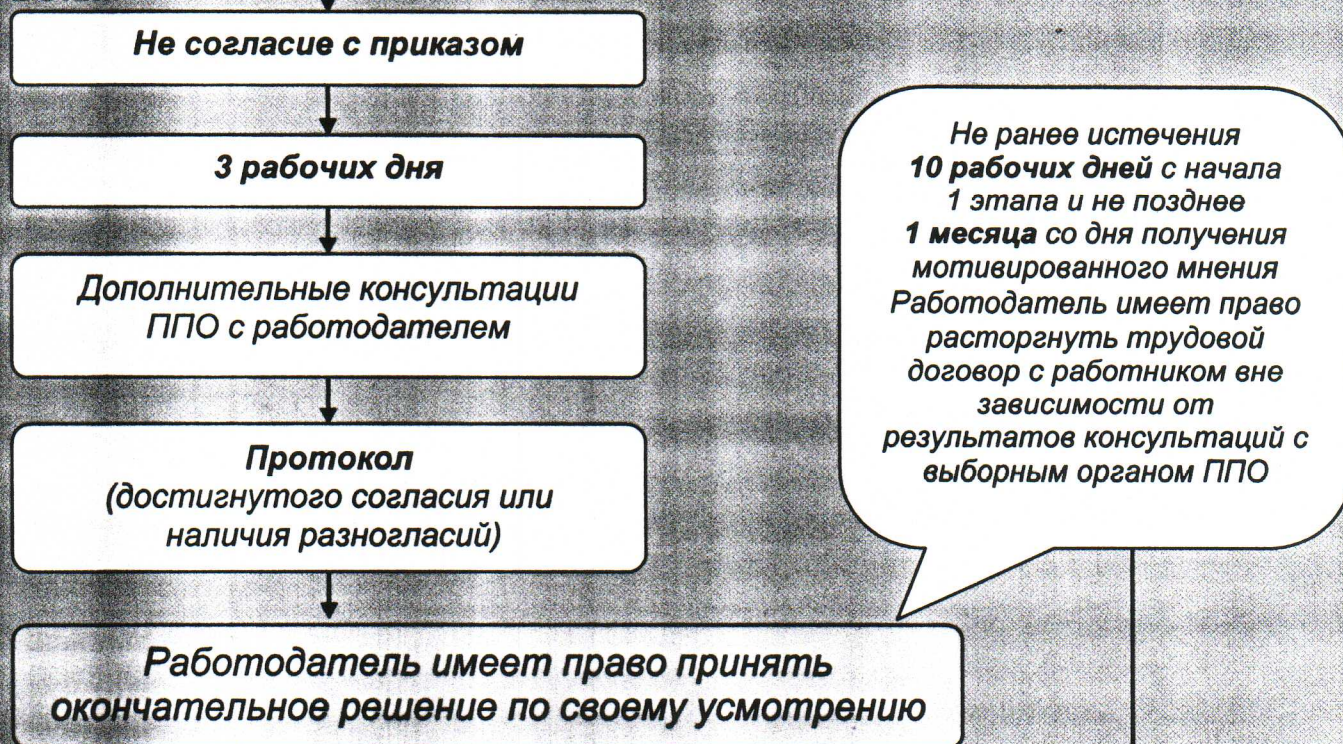 Не согласие с приказом
3 рабочих дня
Дополнительные консультации
ППО с работодателем
Протокол
(достигнутого согласия или
наличия разногласий)
Работодатель имеет право принять
окончательное решение по своему усмотрению
Не ранее истечения
10 рабочих дней с начала
1 этапа и не позднее
1 месяца со дня получения
мотивированного мнения
Работодатель имеет право
расторгнуть трудовой
договор с работником вне
зависимости от
результатов консультаций с
выборным органом ППО